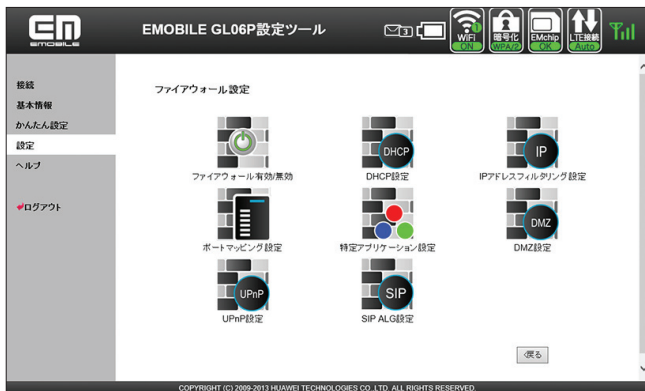 EM
EMOBILE
EMOBILE GL06P設定ツール
3
WiFi
1
ON
暗号化
WPA/2
EMchip
OK
LTE接続
Auto
接続
基本情報
かんたん設定
設定
ヘルプ
ログアウト
ファイアウォール設定
ファイアウォール有効/無効
DHCP
DHCP設定
IP
IPアドレスフィルタリング設定
ポートマッピング設定
特定アプリケーション設定
DMZ
DMZ設定
UPnP
UPnP設定
SIP
SIP ALG設定
<戻る
COPYRIGHT (C) 2009-2013 HUAWEI TECHNOLOGIES CO.,LTD. ALL RIGHTS RESERVED.